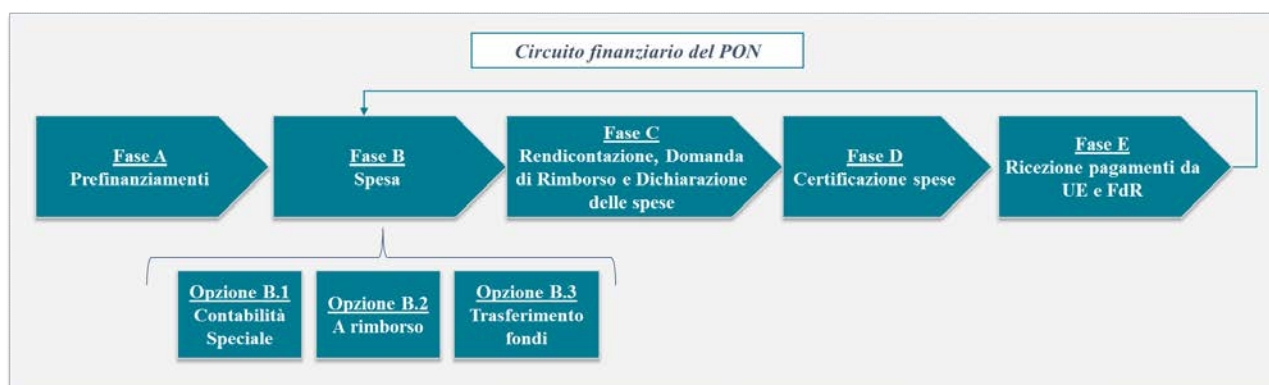 Circuito finanziario del PON
Fase A
Prefinanziamenti
Fase B
Spesa
Fase C
Rendicontazione, Domanda
di Rimborso e Dichiarazione
delle spese
Fase D
Certificazione spese
Fase E
Ricezione pagamenti da
UE e FdR
Opzione B.1
Contabilità
Speciale
Opzione B.2
A rimborso
Opzione B.3
Trasferimento
fondi